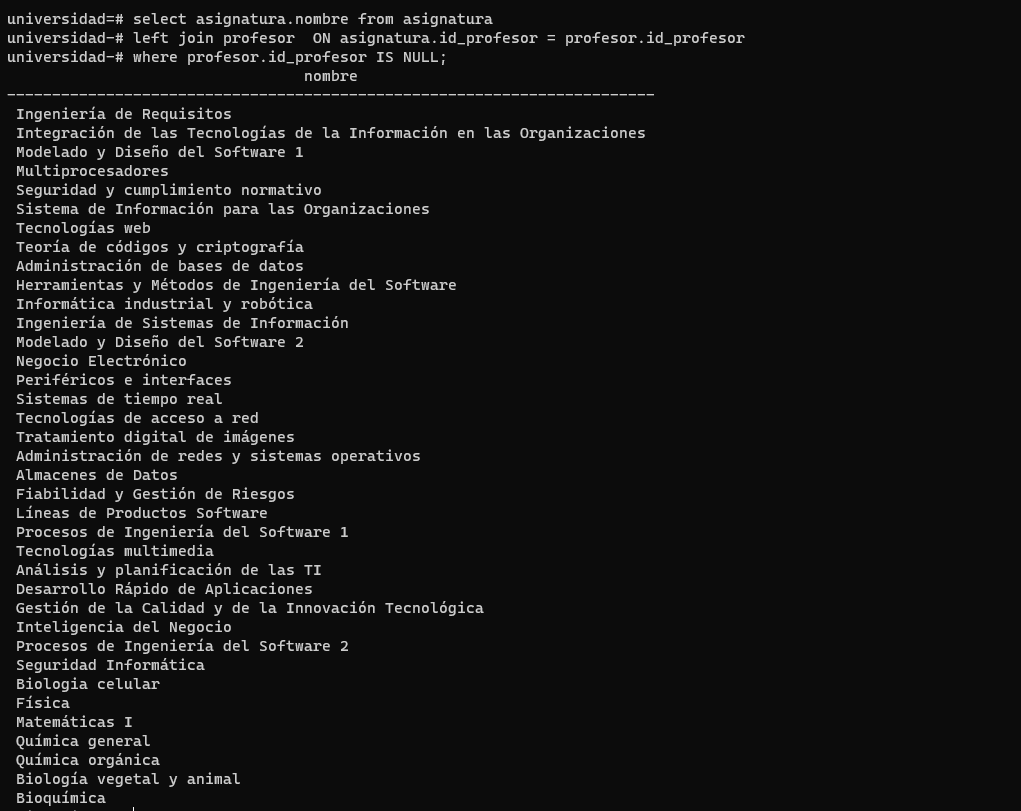 universidad=# select asignatura.nombre from asignatura
universidad-# left join profesor  ON asignatura.id_profesor = profesor.id_profesor
universidad-# where profesor.id_profesor IS NULL;
nombre
------------------------------------------------------------------------
Ingeniería de Requisitos
Integración de las Tecnologías de la Información en las Organizaciones
Modelado y Diseño del Software 1
Multiprocesadores
Seguridad y cumplimiento normativo
Sistema de Información para las Organizaciones
Tecnologías web
Teoría de códigos y criptografía
Administración de bases de datos
Herramientas y Métodos de Ingeniería del Software
Informática industrial y robótica
Ingeniería de Sistemas de Información
Modelado y Diseño del Software 2
Negocio Electrónico
Periféricos e interfaces
Sistemas de tiempo real
Tecnologías de acceso a red
Tratamiento digital de imágenes
Administración de redes y sistemas operativos
Almacenes de Datos
Fiabilidad y Gestión de Riesgos
Líneas de Productos Software
Procesos de Ingeniería del Software 1
Tecnologías multimedia
Análisis y planificación de las TI
Desarrollo Rápido de Aplicaciones
Gestión de la Calidad y de la Innovación Tecnológica
Inteligencia del Negocio
Procesos de Ingeniería del Software 2
Seguridad Informática
Biologia celular
Física
Matemáticas I
Química general
Química orgánica
Biología vegetal y animal
Bioquímica